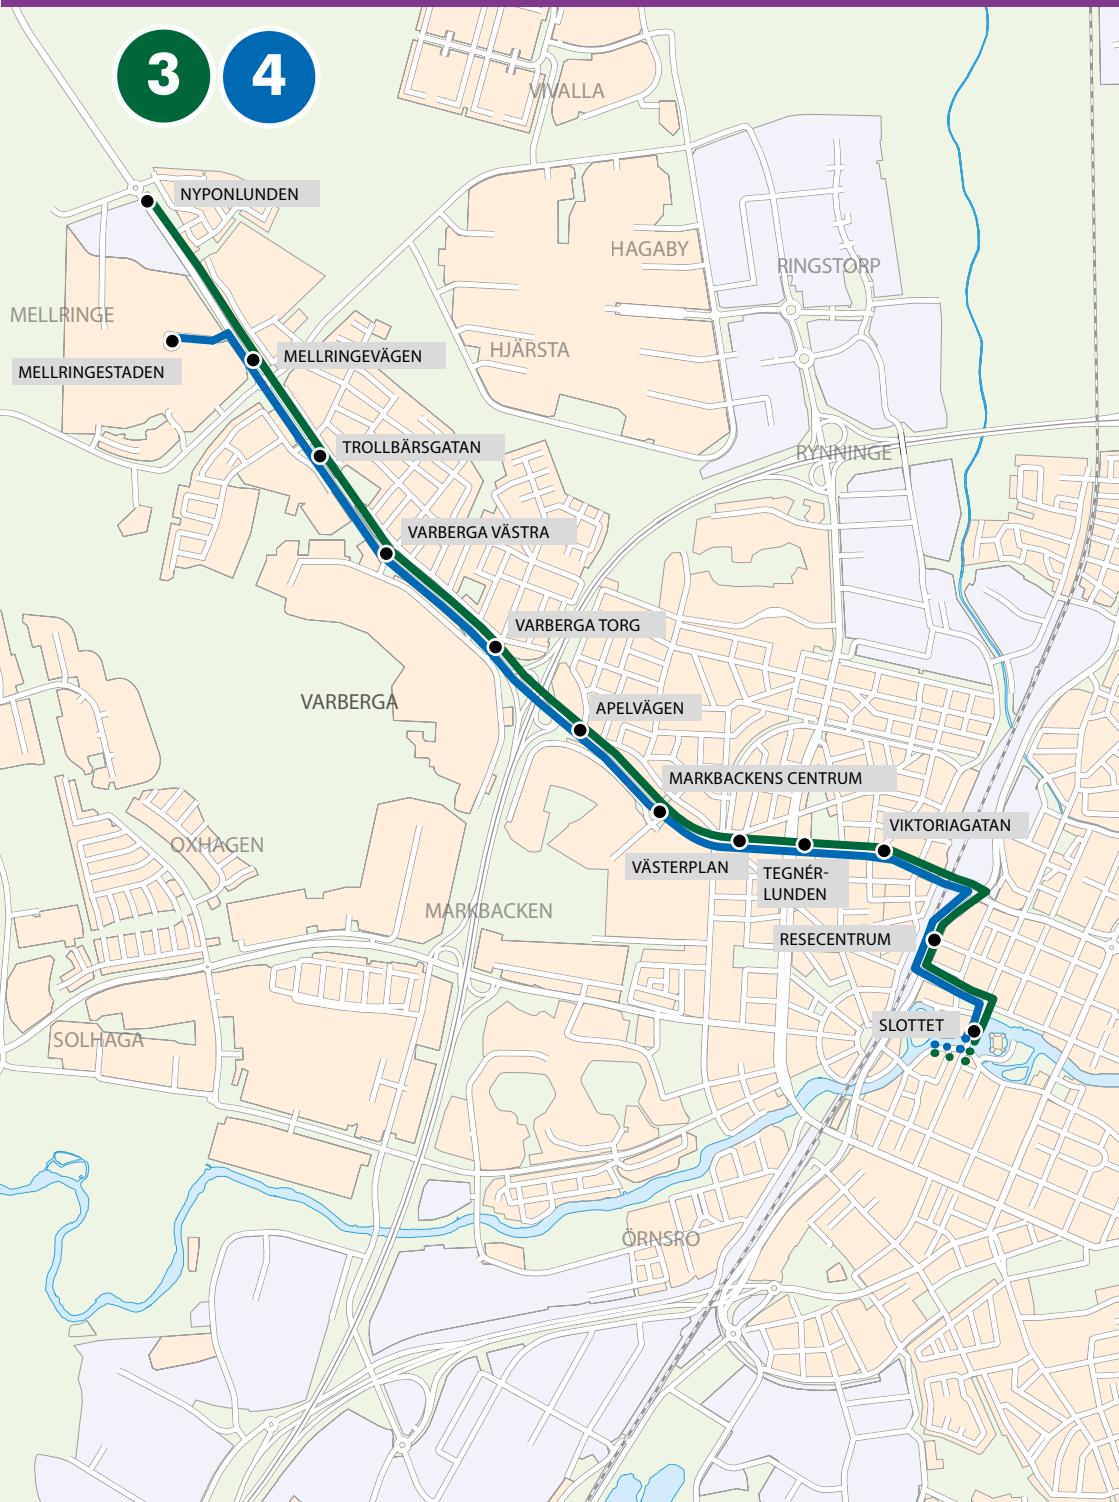 3 4
VIVALLA
NYPONLUNDEN
HAGABY
RINGSTORP
MELLRINGE
HJÄRSTA
MELLRINGEVÄGEN
MELLRINGESTADEN
TROLLBÄRSGATAN
RYNNINGE
VARBERGA VÄSTRA
VARBERGA TORG
VARBERGA
APELVÄGEN
MARKBACKENS CENTRUM
VIKTORIAGATAN
OXHAGEN
VÄSTERPLAN
TEGNÉR-
LUNDEN
MARKBACKEN
RESECENTRUM
SLOTTET
SOLHAGA
ÖRNSRO